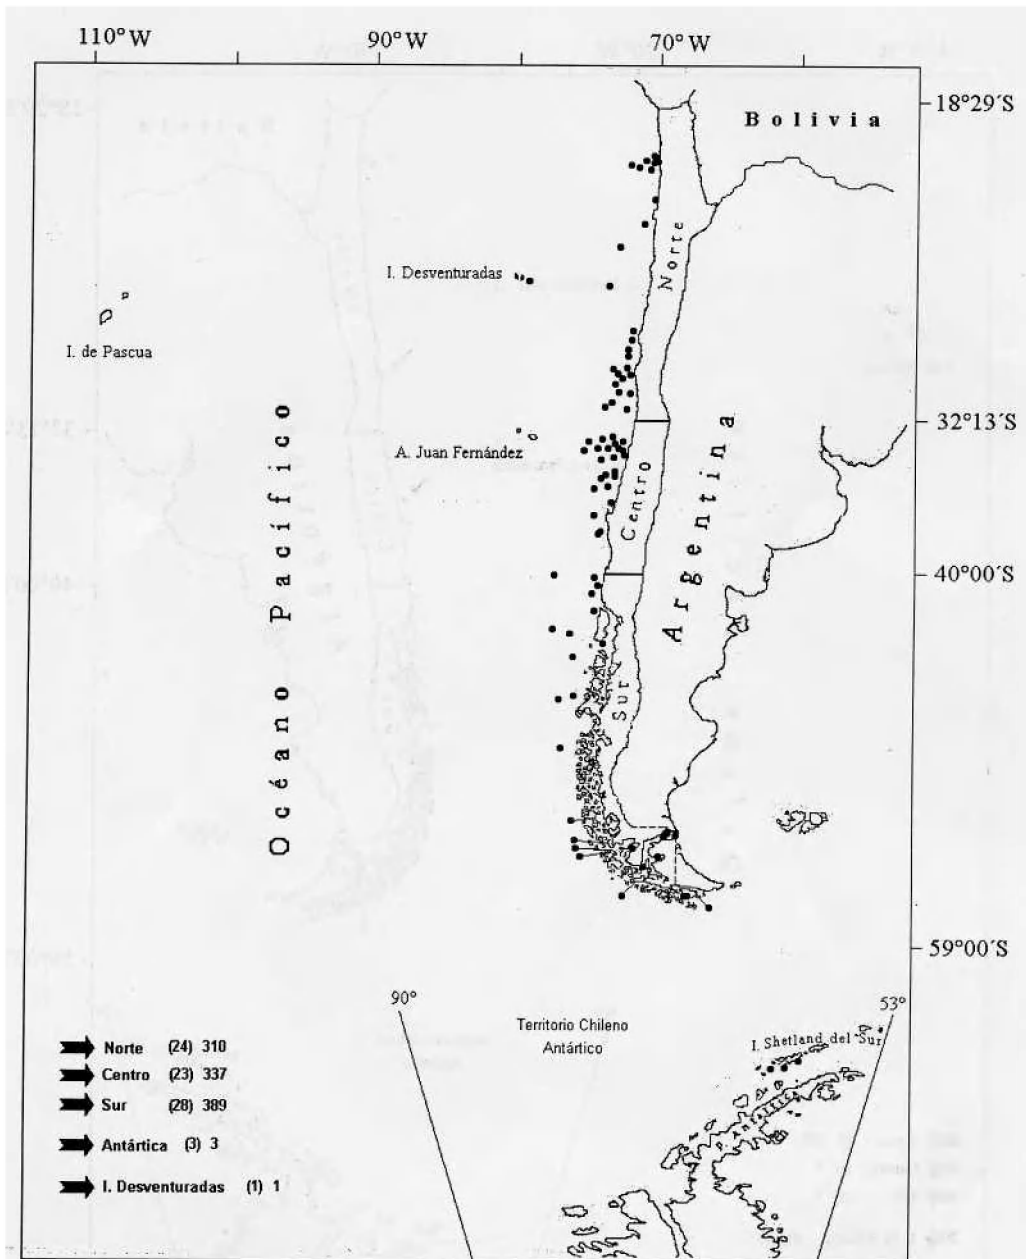 110°W 90°W 70°W
18°29´S
Bolivia
Norte
I. Desventuradas
I. de Pascua
32°13´S
A. Juan Fernández
Centro
Argentina
Océano Pacífico
40°00´S
Sur
59°00´S
90° 53°
Territorio Chileno
Antártico
I. Shetland del Sur
P. Antártica
Norte (24) 310
Centro (23) 337
Sur (28) 389
Antártica (3) 3
I. Desventuradas (1) 1